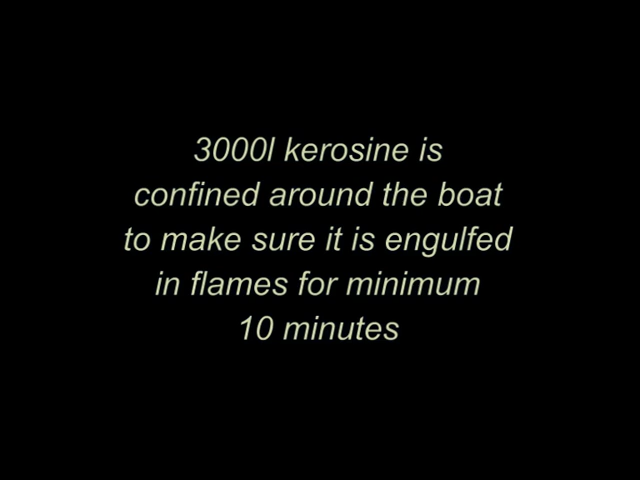 3000l kerosine is
confined around the boat
to make sure it is engulfed
in flames for minimum
10 minutes